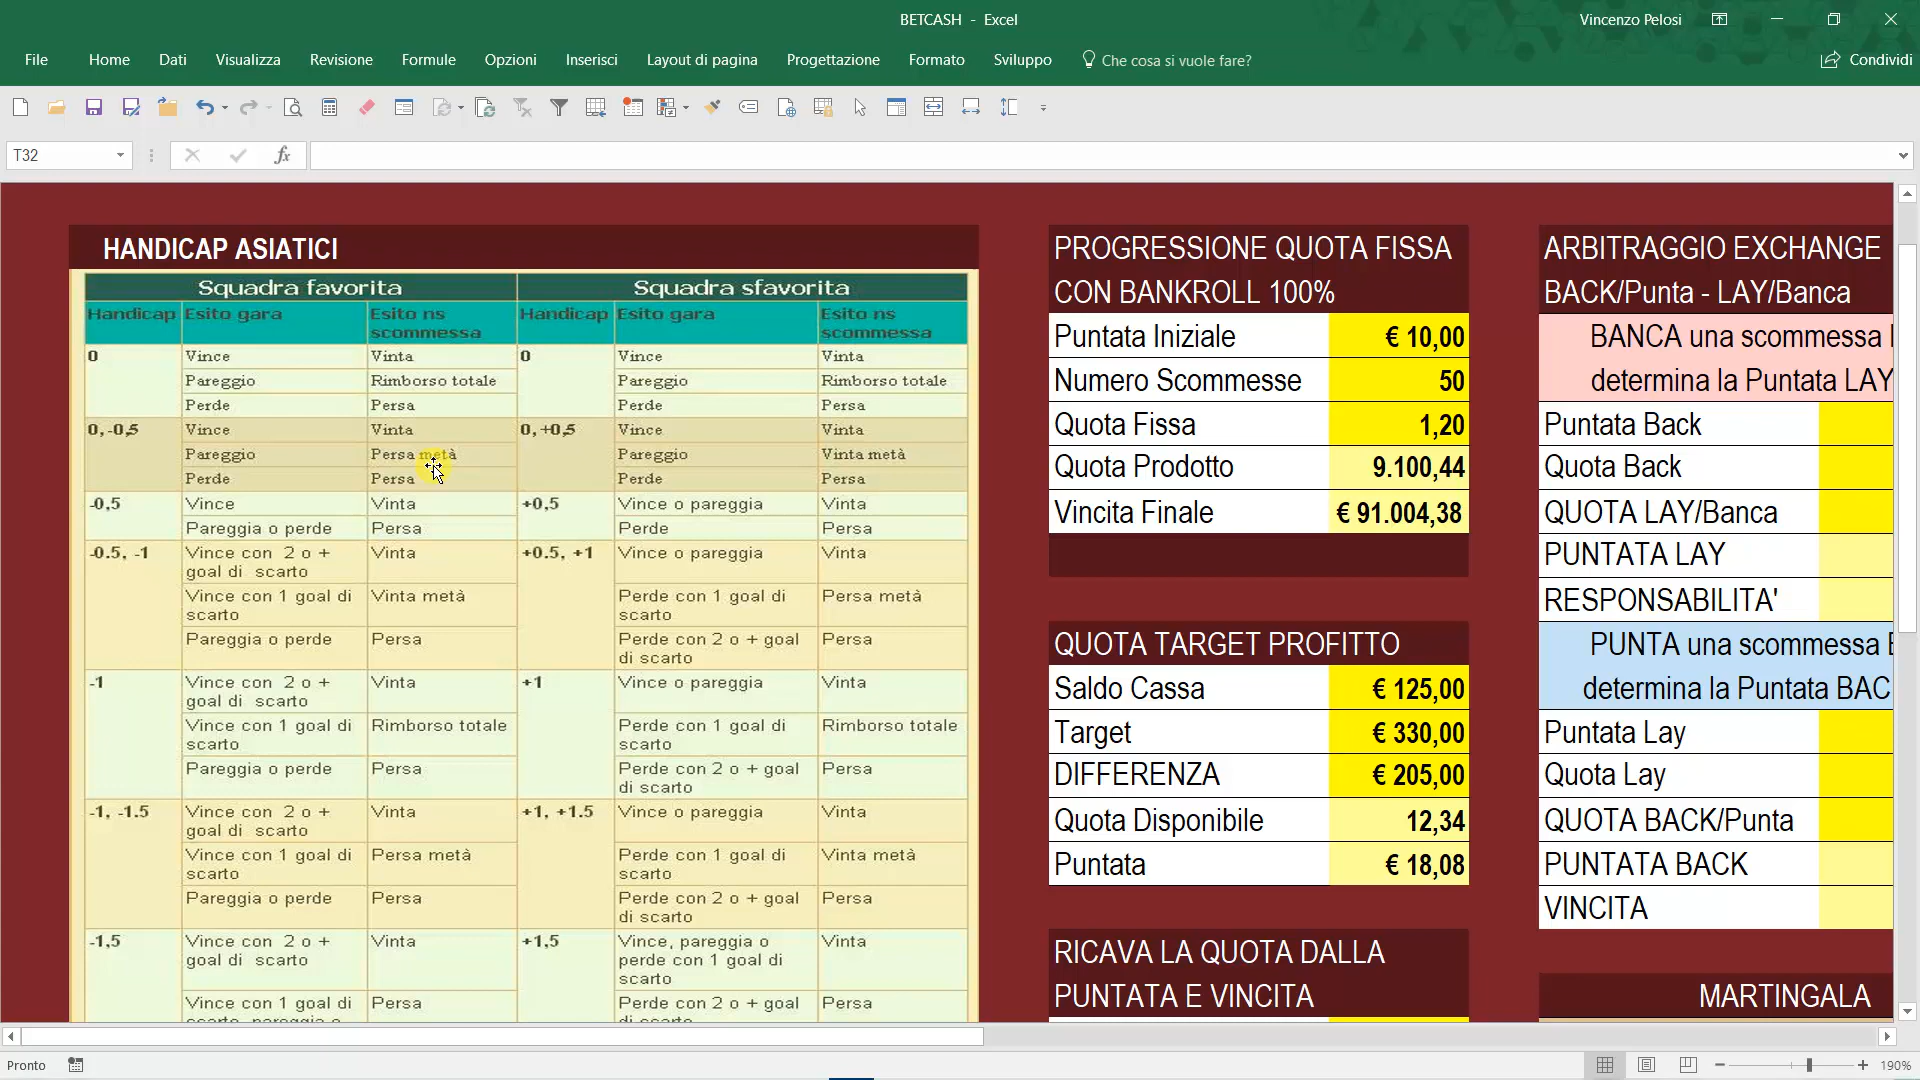 BETCASH - Excel
Vincenzo Pelosi
File Home Dati Visualizza Revisione Formule Opzioni Inserisci Layout di pagina Progettazione Formato Sviluppo Che cosa si vuole fare? Condividi
T32
fx
HANDICAP ASIATICI
Squadra favorita Squadra sfavorita
Handicap Esito gara Esito ns scommessa Handicap Esito gara Esito ns scommessa
0 Vince Vinta 0 Vince Vinta
Pareggio Rimborso totale Pareggio Rimborso totale
Perde Persa Perde Persa
0,-0,5 Vince Vinta 0,+0,5 Vince Vinta
Pareggio Persa metà Pareggio Vinta metà
Perde Persa Perde Persa
-0,5 Vince Vinta +0,5 Vince o pareggia Vinta
Pareggia o perde Persa Perde Persa
-0.5, -1 Vince con 2 o + goal di scarto Vinta +0.5, +1 Vince o pareggia Vinta
Vince con 1 goal di scarto Vinta metà Perde con 1 goal di scarto Persa metà
Pareggia o perde Persa Perde con 2 o + goal di scarto Persa
-1 Vince con 2 o + goal di scarto Vinta +1 Vince o pareggia Vinta
Vince con 1 goal di scarto Rimborso totale Perde con 1 goal di scarto Rimborso totale
Pareggia o perde Persa Perde con 2 o + goal di scarto Persa
-1, -1.5 Vince con 2 o + goal di scarto Vinta +1, +1.5 Vince o pareggia Vinta
Vince con 1 goal di scarto Persa metà Perde con 1 goal di scarto Vinta metà
Pareggia o perde Persa Perde con 2 o + goal di scarto Persa
-1,5 Vince con 2 o + goal di scarto Vinta +1,5 Vince, pareggia o perde con 1 goal di scarto Vinta
Vince con 1 goal di Persa Perde con 2 o + goal Persa
PROGRESSIONE QUOTA FISSA
CON BANKROLL 100%
Puntata Iniziale € 10,00
Numero Scommesse 50
Quota Fissa 1,20
Quota Prodotto 9.100,44
Vincita Finale € 91.004,38
QUOTA TARGET PROFITTO
Saldo Cassa € 125,00
Target € 330,00
DIFFERENZA € 205,00
Quota Disponibile 12,34
Puntata € 18,08
RICAVA LA QUOTA DALLA
PUNTATA E VINCITA
ARBITRAGGIO EXCHANGE
BACK/Punta - LAY/Banca
BANCA una scommessa
determina la Puntata LAY
Puntata Back
Quota Back
QUOTA LAY/Banca
PUNTATA LAY
RESPONSABILITA'
PUNTA una scommessa
determina la Puntata BAC
Puntata Lay
Quota Lay
QUOTA BACK/Punta
PUNTATA BACK
VINCITA
MARTINGALA
Pronto
190%